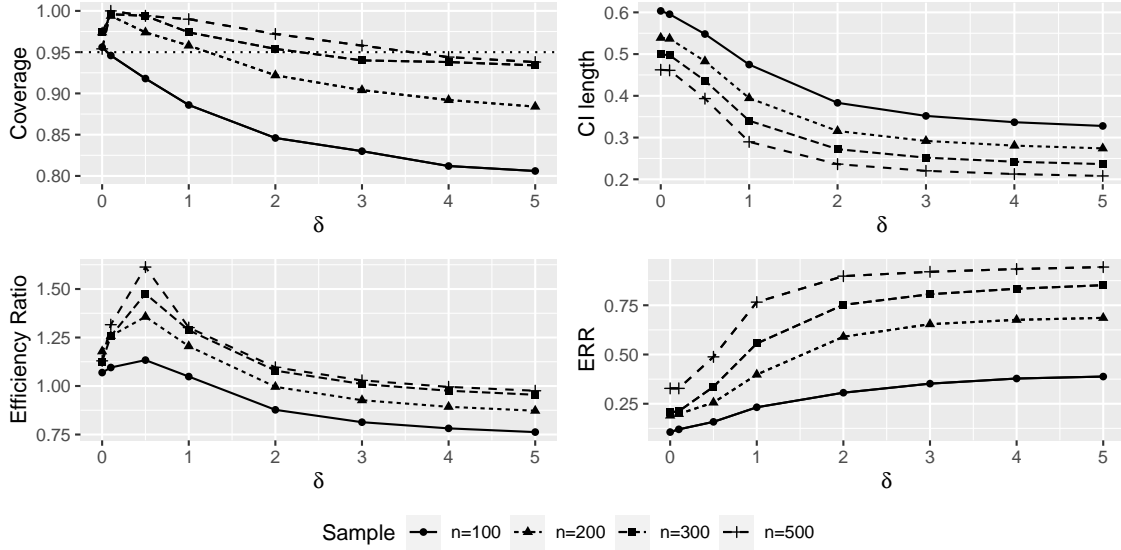 Coverage
1.00
0.95
0.90
0.85
0.80
0 1 2 3 4 5
δ
CI length
0.6
0.5
0.4
0.3
0.2
0 1 2 3 4 5
δ
Efficiency Ratio
1.50
1.25
1.00
0.75
0 1 2 3 4 5
δ
ERR
0.75
0.50
0.25
0 1 2 3 4 5
δ
Sample n=100 n=200 n=300 n=500